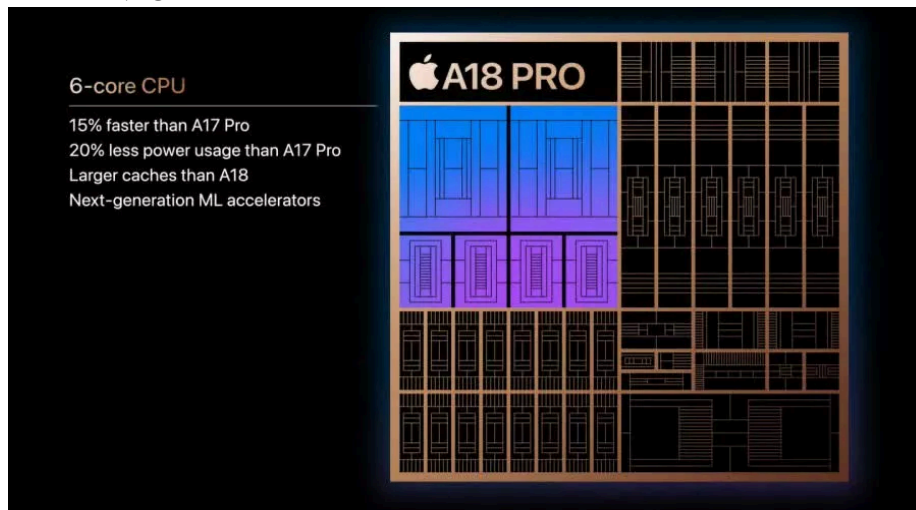 6-core CPU
15% faster than A17 Pro
20% less power usage than A17 Pro
Larger caches than A18
Next-generation ML accelerators
A18 PRO